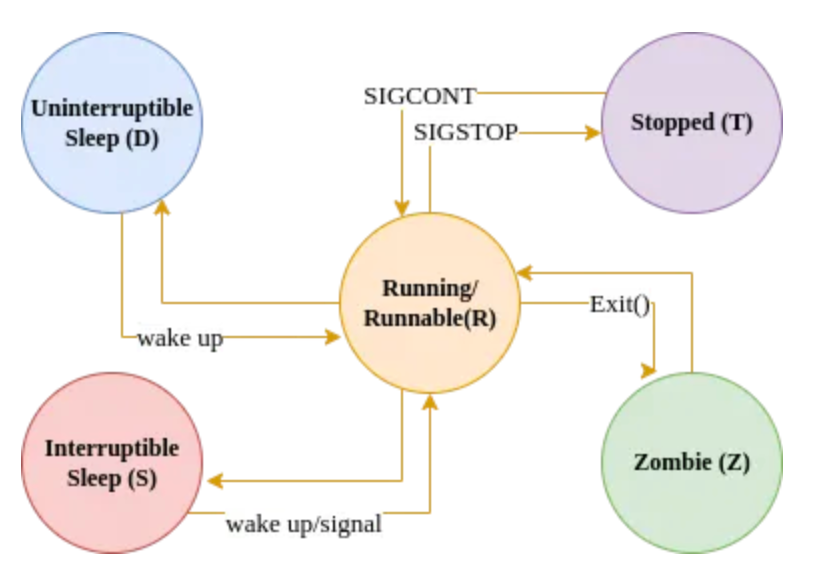 Uninterruptible
Sleep (D)
SIGCONT
SIGSTOP
Stopped (T)
Running/
Runnable(R)
Exit()
wake up
Interruptible
Sleep (S)
wake up/signal
Zombie (Z)